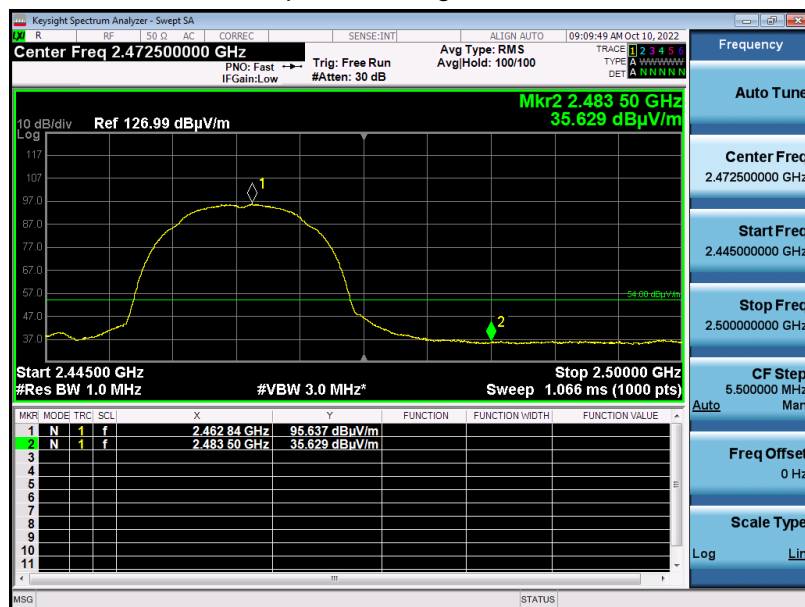 Keysight Spectrum Analyzer - Swept SA
LXI R RF 50 Ω AC CORREC SENSE:INT ALIGN AUTO 09:09:49 AM Oct 10, 2022
Center Freq 2.472500000 GHz
PNO: Fast
IFGain:Low
Trig: Free Run
#Atten: 30 dB
Avg Type: RMS
Avg|Hold: 100/100
TRACE 1 2 3 4 5 6
TYPE A WWWWW
DET A N N N N N
Mkr2 2.483 50 GHz
35.629 dBµV/m
10 dB/div Ref 126.99 dBµV/m
Log
117
107
97.0
87.0
77.0
67.0
57.0
47.0
37.0
1
2
54.00 dBµV/m
Start 2.44500 GHz Stop 2.50000 GHz
#Res BW 1.0 MHz #VBW 3.0 MHz* Sweep 1.066 ms (1000 pts)
MKR MODE TRC SCL X Y FUNCTION FUNCTION WIDTH FUNCTION VALUE
1 N 1 f 2.462 84 GHz 95.637 dBµV/m
2 N 1 f 2.483 50 GHz 35.629 dBµV/m
3
4
5
6
7
8
9
10
11
MSG STATUS
Frequency
Auto Tune
Center Freq
2.472500000 GHz
Start Freq
2.445000000 GHz
Stop Freq
2.500000000 GHz
CF Step
5.500000 MHz
Auto Man
Freq Offset
0 Hz
Scale Type
Log Lin